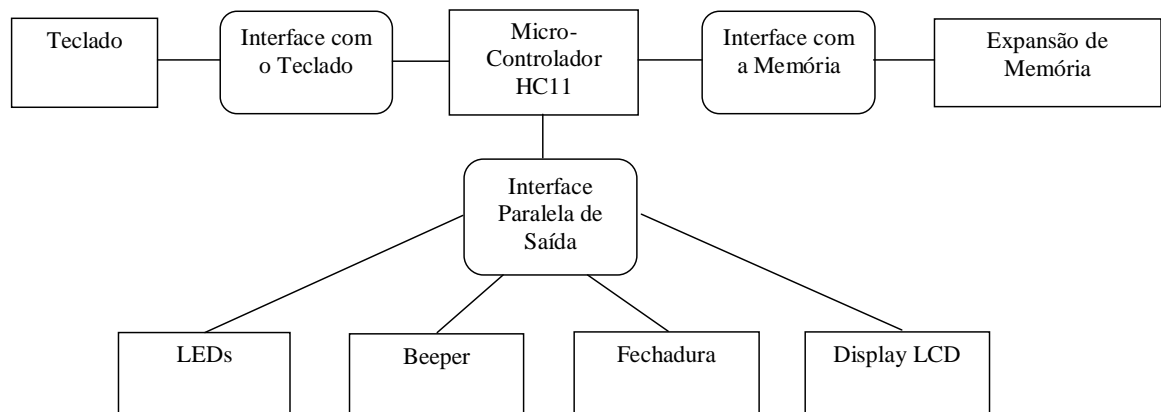 Teclado
Interface com
o Teclado
Micro-
Controlador
HC11
Interface com
a Memória
Expansão de
Memória
Interface
Paralela de
Saída
LEDs
Beeper
Fechadura
Display LCD